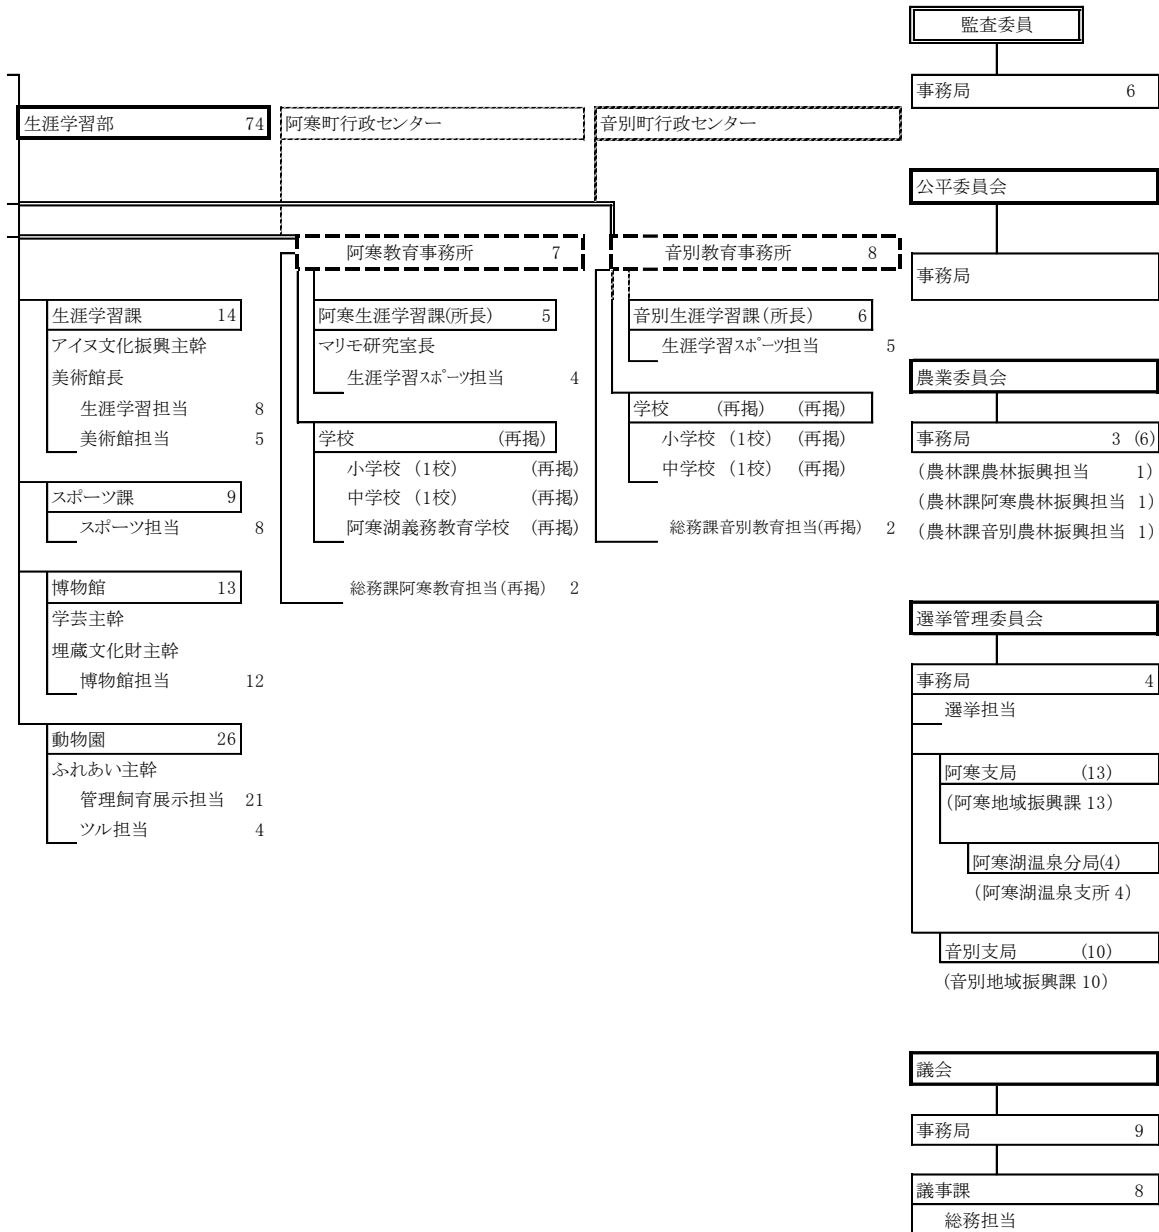 監査委員
事務局 6
生涯学習部 74
阿寒町行政センター
音別町行政センター
公平委員会
事務局
阿寒教育事務所 7
音別教育事務所 8
生涯学習課 14
アイヌ文化振興主幹
美術館長
生涯学習担当 8
美術館担当 5
スポーツ課 9
スポーツ担当 8
博物館 13
学芸主幹
埋蔵文化財主幹
博物館担当 12
動物園 26
ふれあい主幹
管理飼育展示担当 21
ツル担当 4
阿寒生涯学習課(所長) 5
マリモ研究室長
生涯学習スポーツ担当 4
学校 (再掲)
小学校 (1校) (再掲)
中学校 (1校) (再掲)
阿寒湖義務教育学校 (再掲)
総務課阿寒教育担当(再掲) 2
音別生涯学習課(所長) 6
生涯学習スポーツ担当 5
学校 (再掲) (再掲)
小学校 (1校) (再掲)
中学校 (1校) (再掲)
総務課音別教育担当(再掲) 2
農業委員会
事務局 3 (6)
(農林課農林振興担当 1)
(農林課阿寒農林振興担当 1)
(農林課音別農林振興担当 1)
選挙管理委員会
事務局 4
選挙担当
阿寒支局 (13)
(阿寒地域振興課 13)
阿寒湖温泉分局(4)
(阿寒湖温泉支所 4)
音別支局 (10)
(音別地域振興課 10)
議会
事務局 9
議事課 8
総務担当